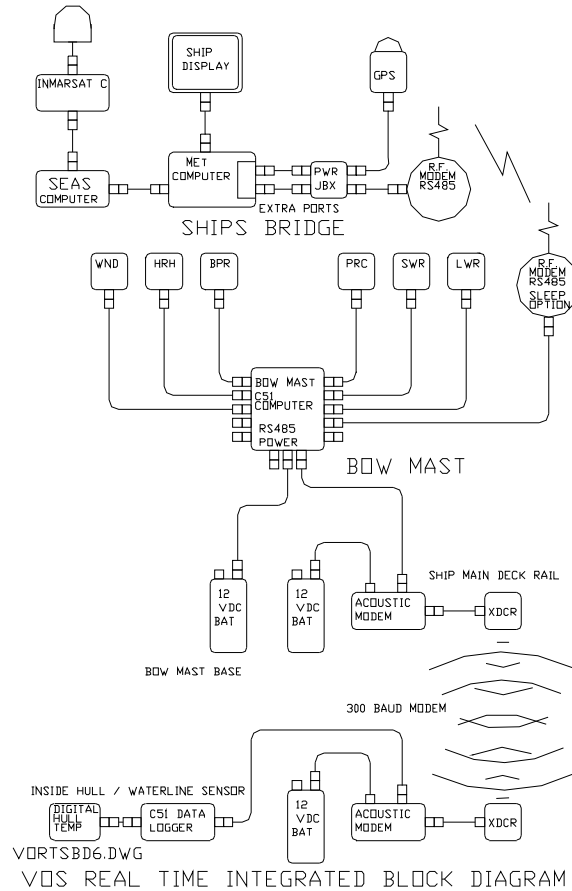 INMARSAT C
SHIP
DISPLAY
GPS
SEAS
COMPUTER
MET
COMPUTER
PWR
JBX
R.F.
MODEM
RS485
EXTRA PORTS
SHIPS BRIDGE
WND
HRH
BPR
PRC
SWR
LWR
R.F.
MODEM
RS485
SLEEP
OPTION
BOW MAST
C51
COMPUTER
RS485
POWER
BOW MAST
12
VDC
BAT
12
VDC
BAT
SHIP MAIN DECK RAIL
ACOUSTIC
MODEM
XDCR
BOW MAST BASE
300 BAUD MODEM
INSIDE HULL / WATERLINE SENSOR
DIGITAL
HULL
TEMP
C51 DATA
LOGGER
12
VDC
BAT
ACOUSTIC
MODEM
XDCR
VORTSBD6.DWG
VOS REAL TIME INTEGRATED BLOCK DIAGRAM